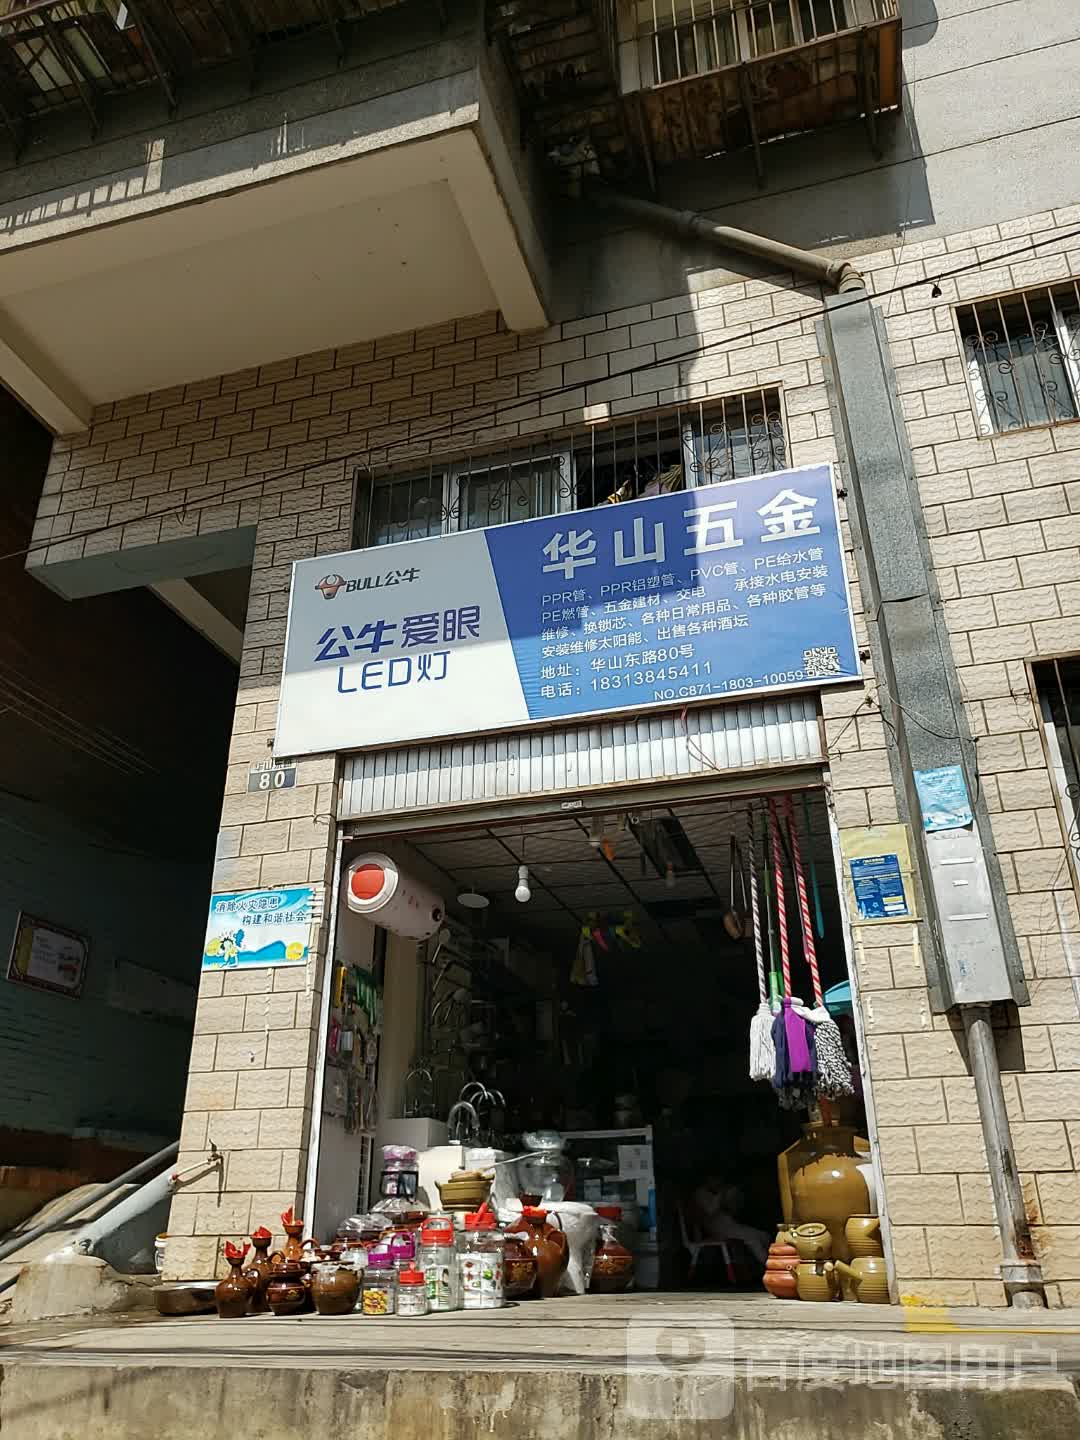 BULL公牛
公牛爱眼
LED灯
华山五金
PPR管、PPR铝塑管、PVC管、PE给水管
PE燃管、五金建材、交电 承接水电安装
维修、换锁芯、各种日常用品、各种胶管等
安装维修太阳能、出售各种酒坛
地址：华山东路80号
电话：18313845411
NO.C871-1803-10059
华山东路
80
消除火灾隐患
构建和谐社会
百度地图用户